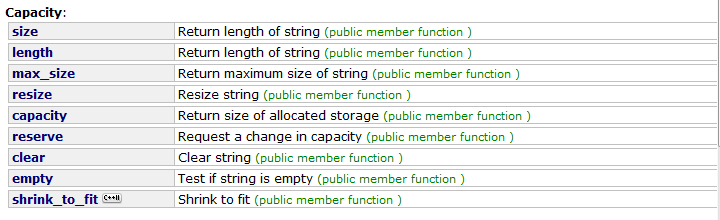 Capacity:
size Return length of string (public member function )
length Return length of string (public member function )
max_size Return maximum size of string (public member function )
resize Resize string (public member function )
capacity Return size of allocated storage (public member function )
reserve Request a change in capacity (public member function )
clear Clear string (public member function )
empty Test if string is empty (public member function )
shrink_to_fit C++11 Shrink to fit (public member function )